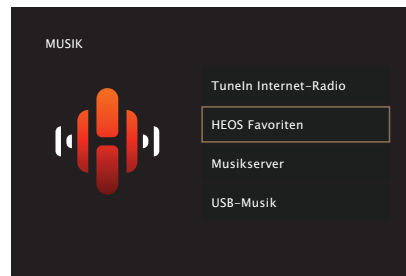 MUSIK
TuneIn Internet-Radio
HEOS Favoriten
Musikserver
USB-Musik